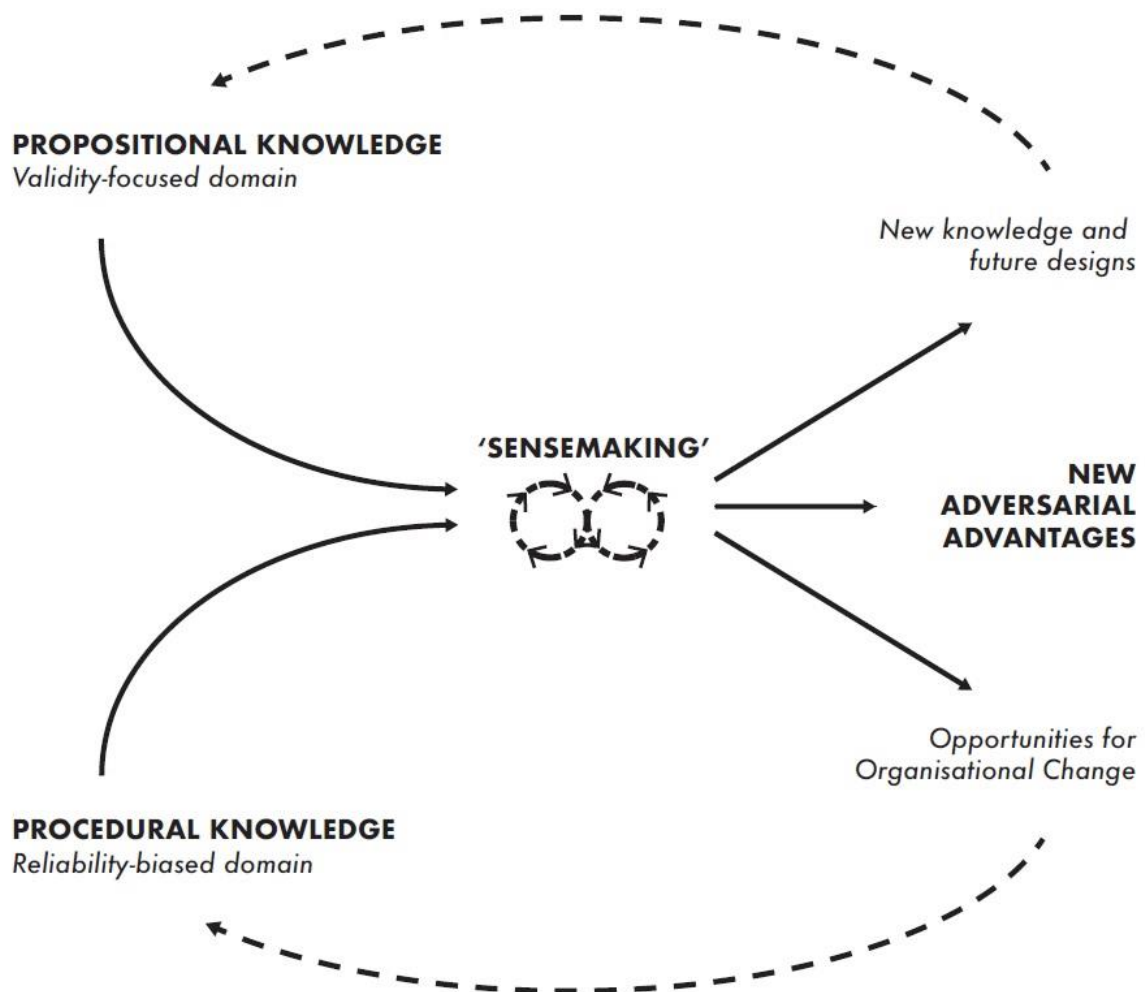 PROPOSITIONAL KNOWLEDGE
Validity-focused domain
New knowledge and
future designs
'SENSEMAKING'
NEW
ADVERSARIAL
ADVANTAGES
Opportunities for
Organisational Change
PROCEDURAL KNOWLEDGE
Reliability-biased domain